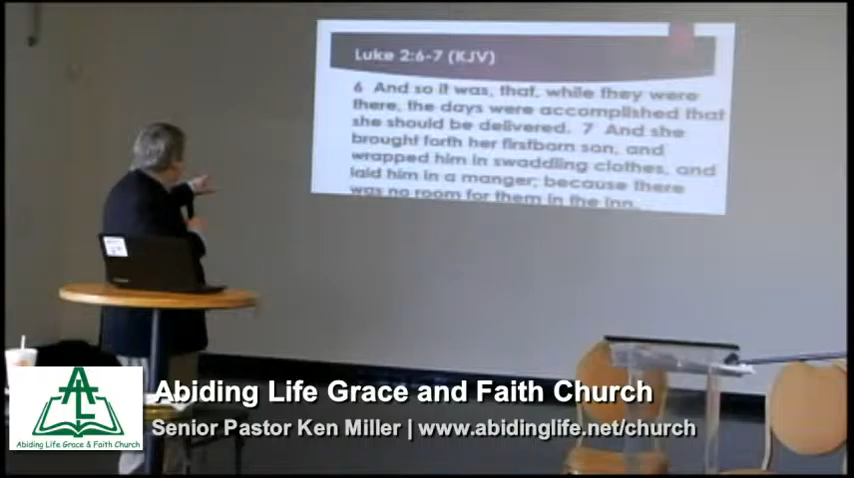 Luke 2:6-7 (KJV)
6 And so it was, that, while they were
there, the days were accomplished that
she should be delivered. 7 And she
brought forth her firstborn son, and
wrapped him in swaddling clothes, and
laid him in a manger; because there
was no room for them in the inn.
AL
Abiding Life Grace & Faith Church
Abiding Life Grace and Faith Church
Senior Pastor Ken Miller | www.abidinglife.net/church